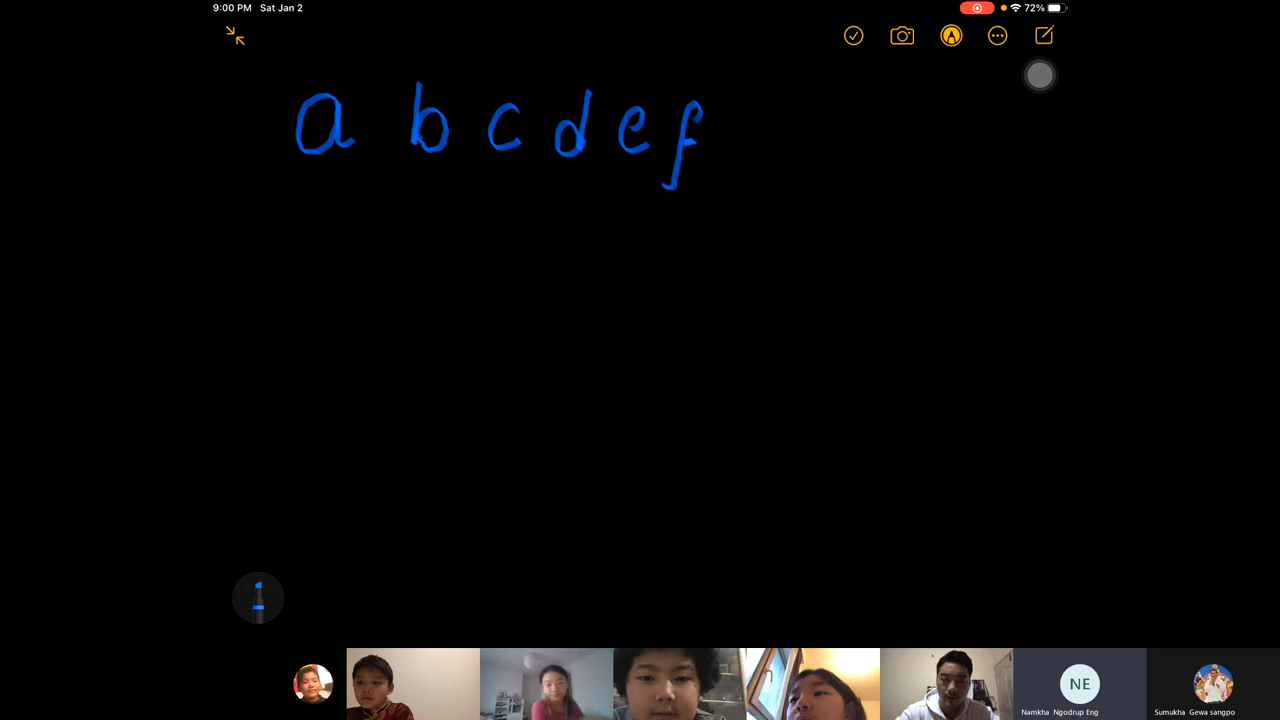 9:00 PM Sat Jan 2 72%
a b c d e f
NE
Namkha Ngodrup Eng
Sumukha Gewa sangpo